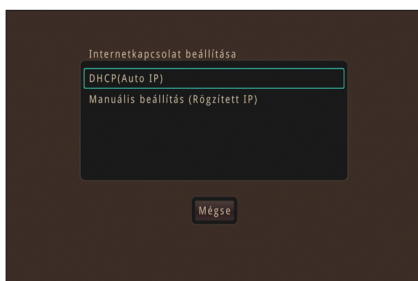 Internetkapcsolat beállítása
DHCP(Auto IP)
Manuális beállítás (Rögzített IP)
Mégse